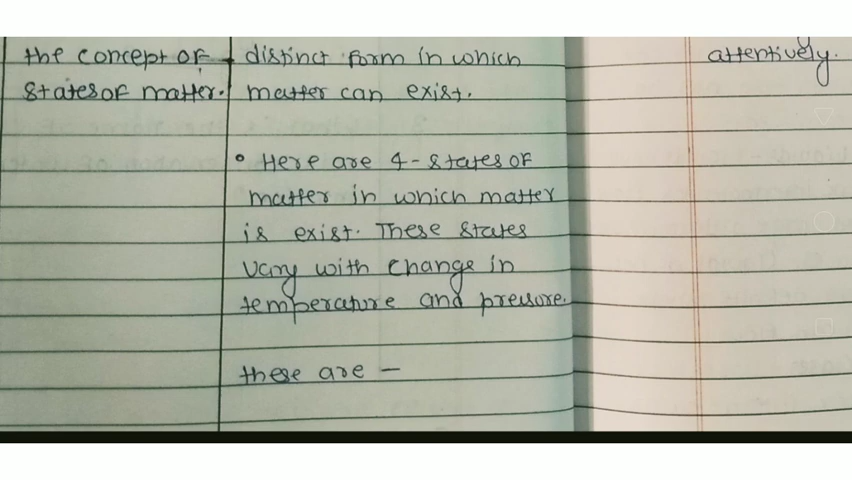 the concept of
states of matter.
distinct form in which
matter can exist.
• Here are 4-states of
matter in which matter
is exist. These states
vary with change in
temperature and pressure.
these are —
attentively.